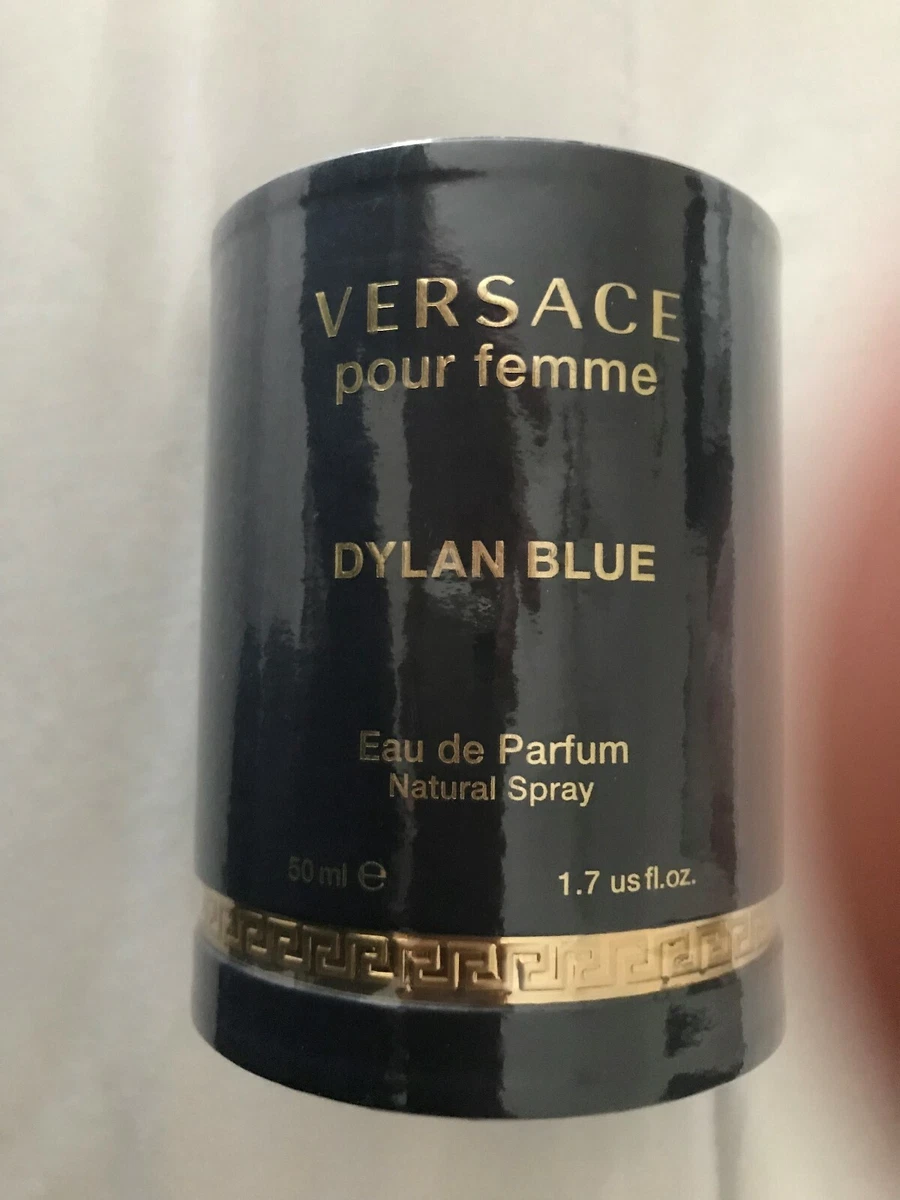 VERSACE
pour femme
DYLAN BLUE
Eau de Parfum
Natural Spray
50 ml ℮ 1.7 us fl.oz.